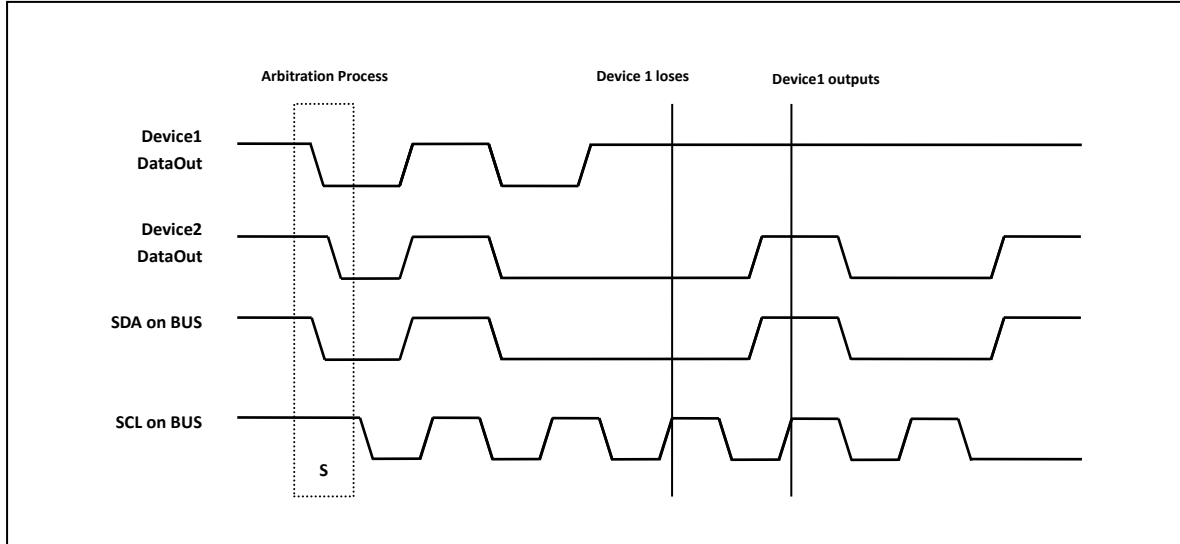 Arbitration Process
Device 1 loses
Device1 outputs
Device1
DataOut
Device2
DataOut
SDA on BUS
SCL on BUS
S